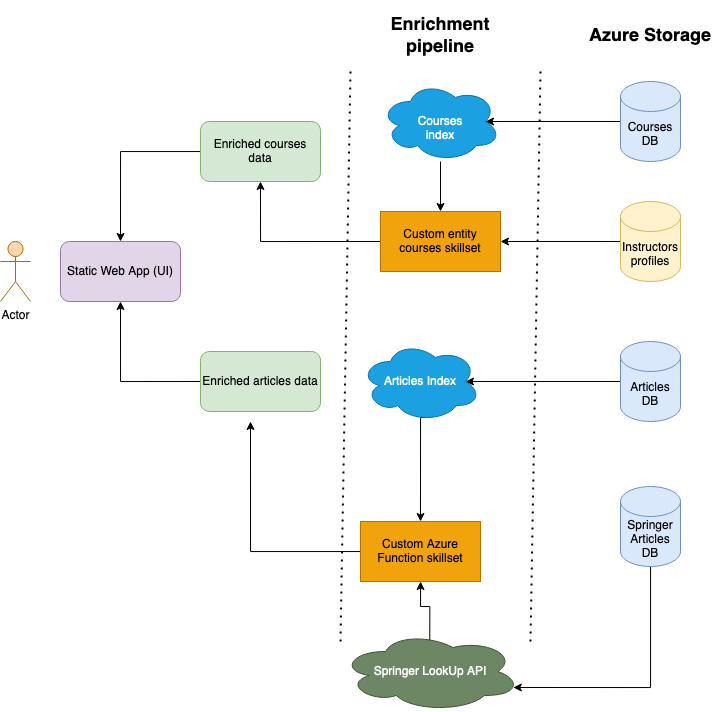 Enrichment
pipeline
Azure Storage
Courses
index
Courses
DB
Enriched courses
data
Custom entity
courses skillset
Instructors
profiles
Static Web App (UI)
Actor
Enriched articles data
Articles Index
Articles
DB
Springer
Articles
DB
Custom Azure
Function skillset
Springer LookUp API